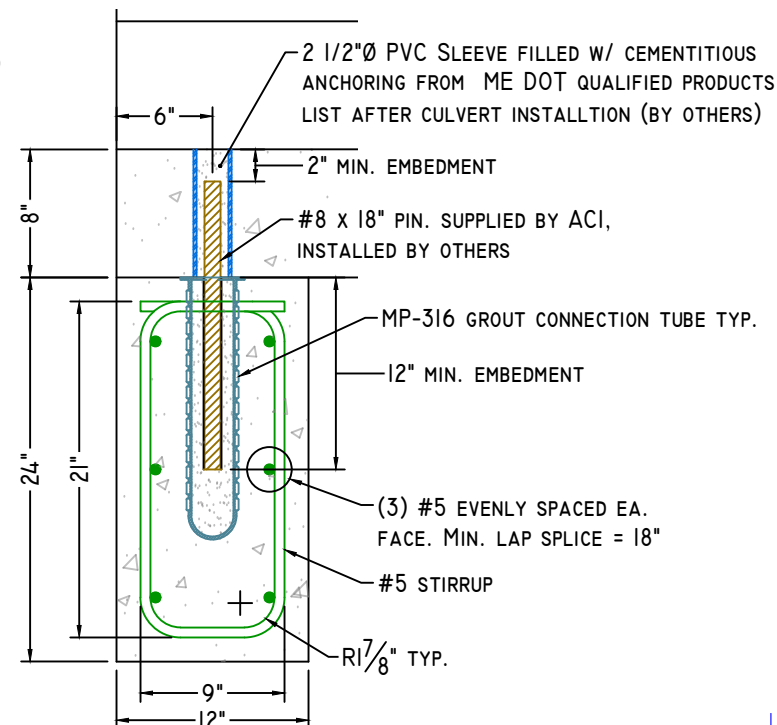 2 1/2"Ø PVC SLEEVE FILLED W/ CEMENTITIOUS
ANCHORING FROM ME DOT QUALIFIED PRODUCTS
LIST AFTER CULVERT INSTALLTION (BY OTHERS)
6"
2" MIN. EMBEDMENT
8"
#8 X 18" PIN. SUPPLIED BY ACI,
INSTALLED BY OTHERS
MP-316 GROUT CONNECTION TUBE TYP.
12" MIN. EMBEDMENT
24"
21"
(3) #5 EVENLY SPACED EA.
FACE. MIN. LAP SPLICE = 18"
#5 STIRRUP
R1 7/8" TYP.
9"
12"